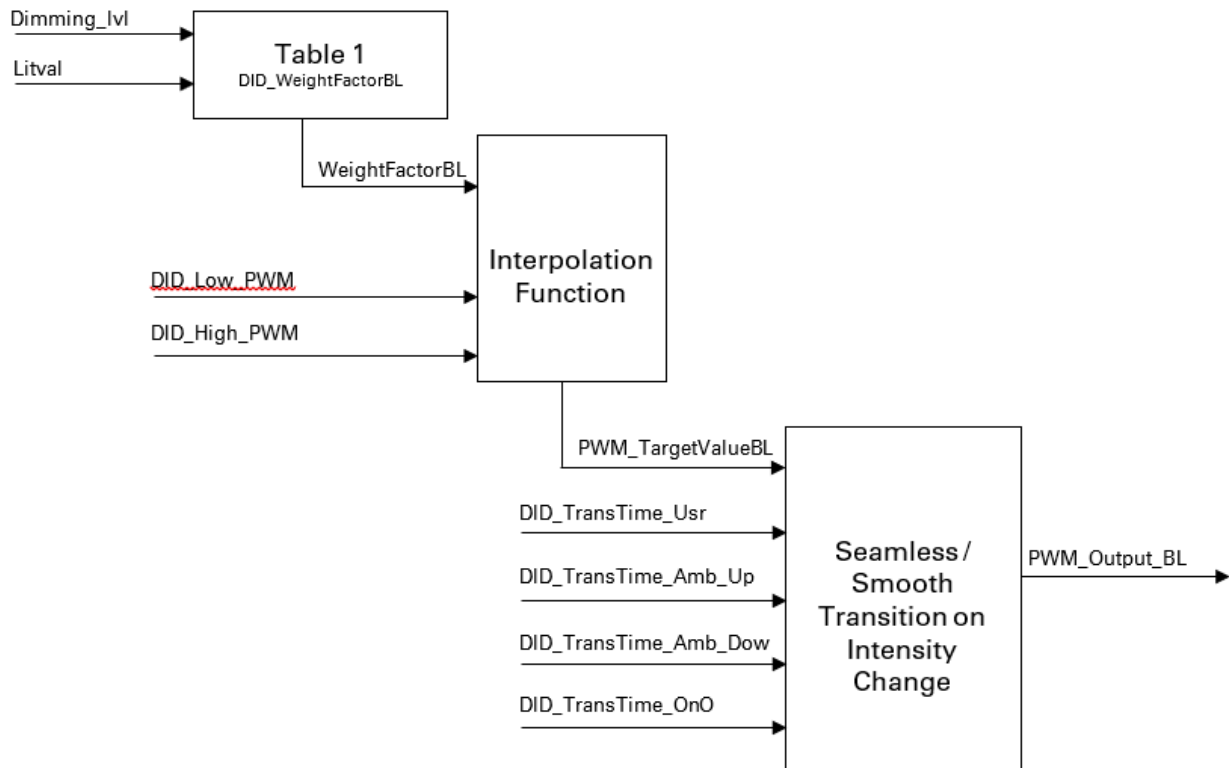 Dimming_lvl
Litval
Table 1
DID_WeightFactorBL
WeightFactorBL
DID_Low_PWM
DID_High_PWM
Interpolation
Function
PWM_TargetValueBL
DID_TransTime_Usr
DID_TransTime_Amb_Up
DID_TransTime_Amb_Dow
DID_TransTime_OnO
Seamless /
Smooth
Transition on
Intensity
Change
PWM_Output_BL